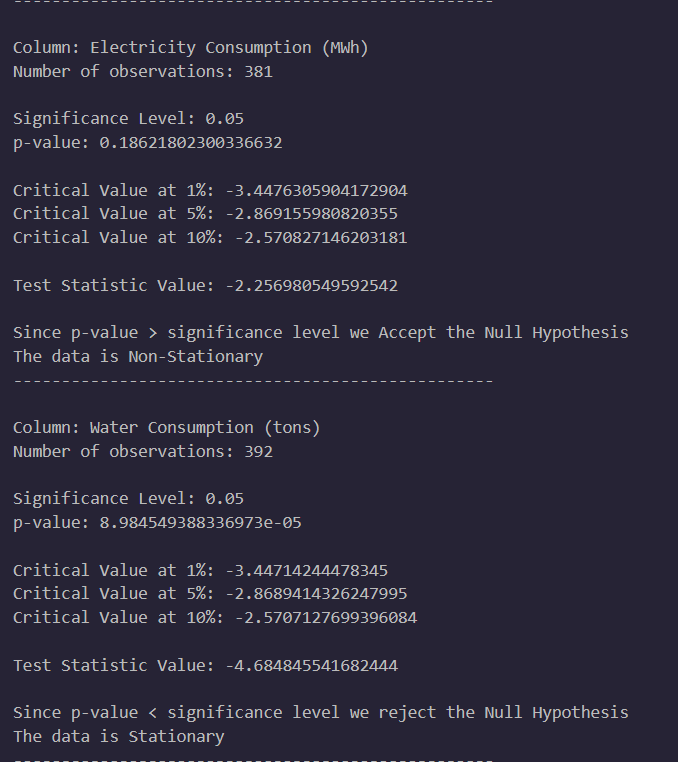 --------------------------------------------------
Column: Electricity Consumption (MWh)
Number of observations: 381
Significance Level: 0.05
p-value: 0.18621802300336632
Critical Value at 1%: -3.4476305904172904
Critical Value at 5%: -2.869155980820355
Critical Value at 10%: -2.570827146203181
Test Statistic Value: -2.256980549592542
Since p-value > significance level we Accept the Null Hypothesis
The data is Non-Stationary
--------------------------------------------------
Column: Water Consumption (tons)
Number of observations: 392
Significance Level: 0.05
p-value: 8.984549388336973e-05
Critical Value at 1%: -3.44714244478345
Critical Value at 5%: -2.8689414326247995
Critical Value at 10%: -2.5707127699396084
Test Statistic Value: -4.684845541682444
Since p-value < significance level we reject the Null Hypothesis
The data is Stationary
--------------------------------------------------